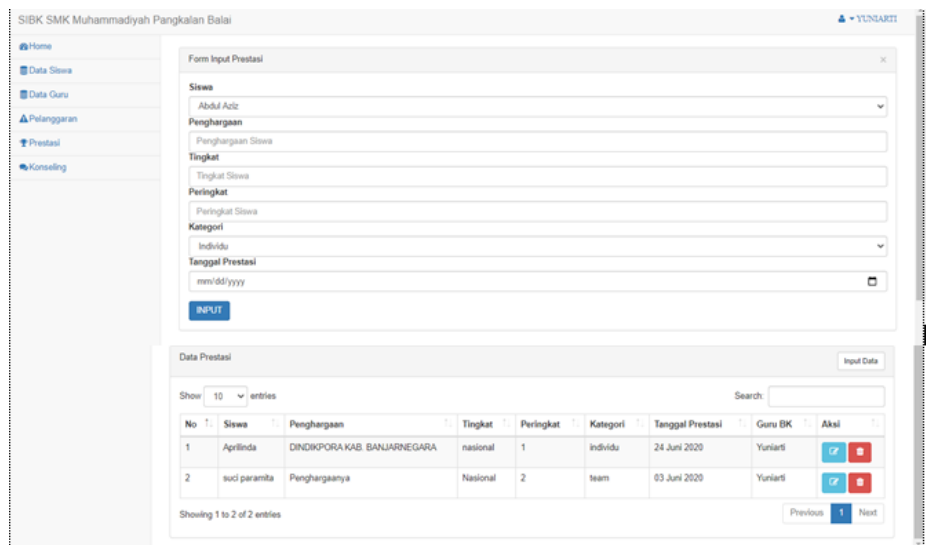 SIBK SMK Muhammadiyah Pangkalan Balai YUNIARTI
Home
Data Siswa
Data Guru
Pelanggaran
Prestasi
Konseling
Form Input Prestasi ×
Siswa
Abdul Aziz
Penghargaan
Penghargaan Siswa
Tingkat
Tingkat Siswa
Peringkat
Peringkat Siswa
Kategori
Individu
Tanggal Prestasi
mm/dd/yyyy
INPUT
Data Prestasi Input Data
Show 10 entries Search:
No Siswa Penghargaan Tingkat Peringkat Kategori Tanggal Prestasi Guru BK Aksi
1 Aprilinda DINDIKPORA KAB. BANJARNEGARA nasional 1 individu 24 Juni 2020 Yuniarti
2 suci paramita Penghargaanya Nasional 2 team 03 Juni 2020 Yuniarti
Showing 1 to 2 of 2 entries Previous 1 Next